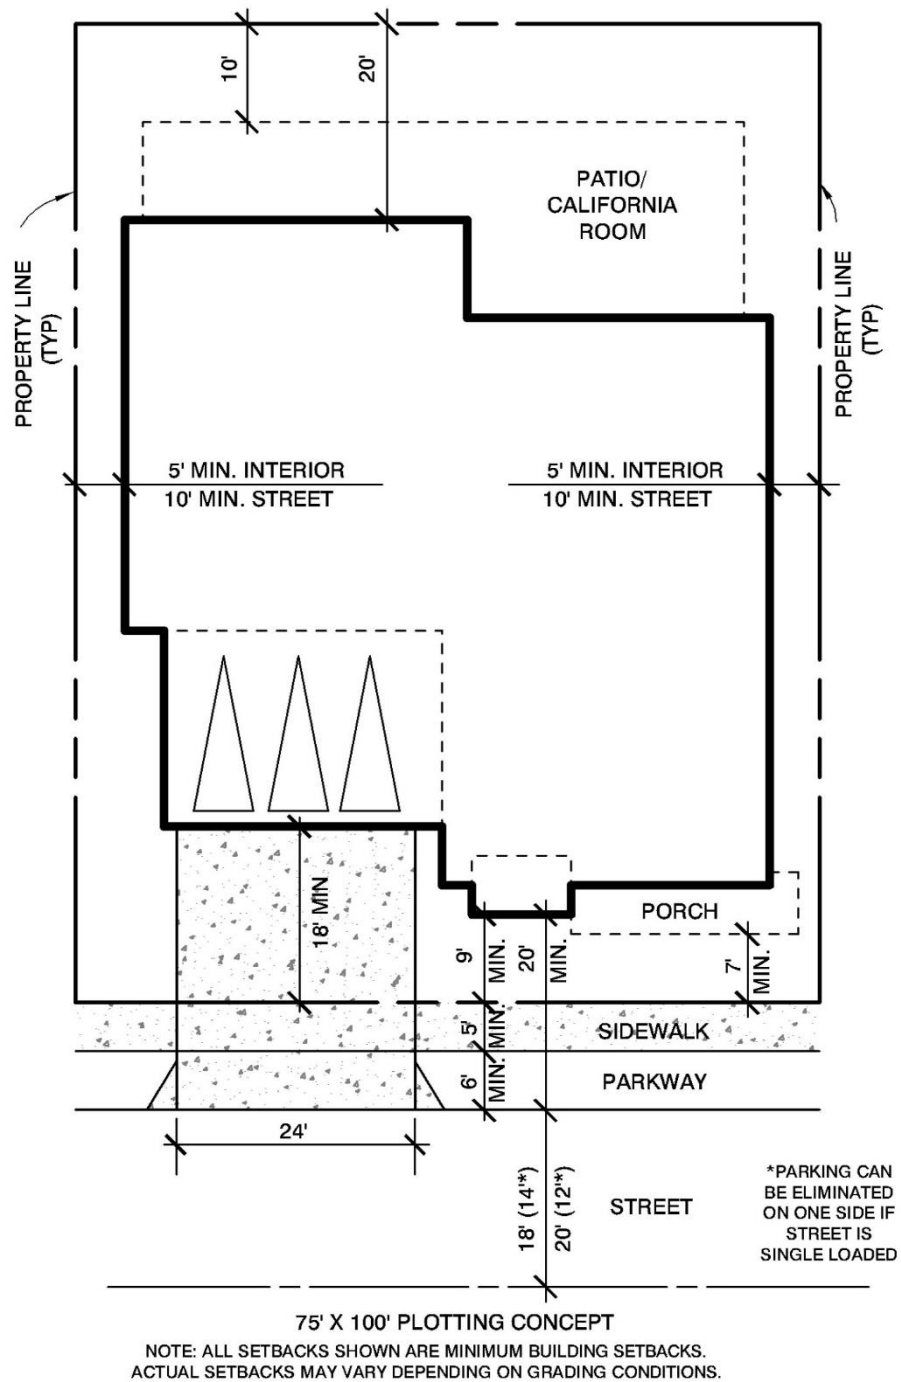 10'
20'
PATIO/
CALIFORNIA
ROOM
PROPERTY LINE
(TYP)
PROPERTY LINE
(TYP)
5' MIN. INTERIOR
10' MIN. STREET
5' MIN. INTERIOR
10' MIN. STREET
18' MIN
PORCH
9'
MIN.
20'
MIN.
7'
MIN.
5'
MIN.
SIDEWALK
6'
MIN.
PARKWAY
24'
18' (14'*)
20' (12'*)
STREET
*PARKING CAN
BE ELIMINATED
ON ONE SIDE IF
STREET IS
SINGLE LOADED
75' X 100' PLOTTING CONCEPT
NOTE: ALL SETBACKS SHOWN ARE MINIMUM BUILDING SETBACKS.
ACTUAL SETBACKS MAY VARY DEPENDING ON GRADING CONDITIONS.